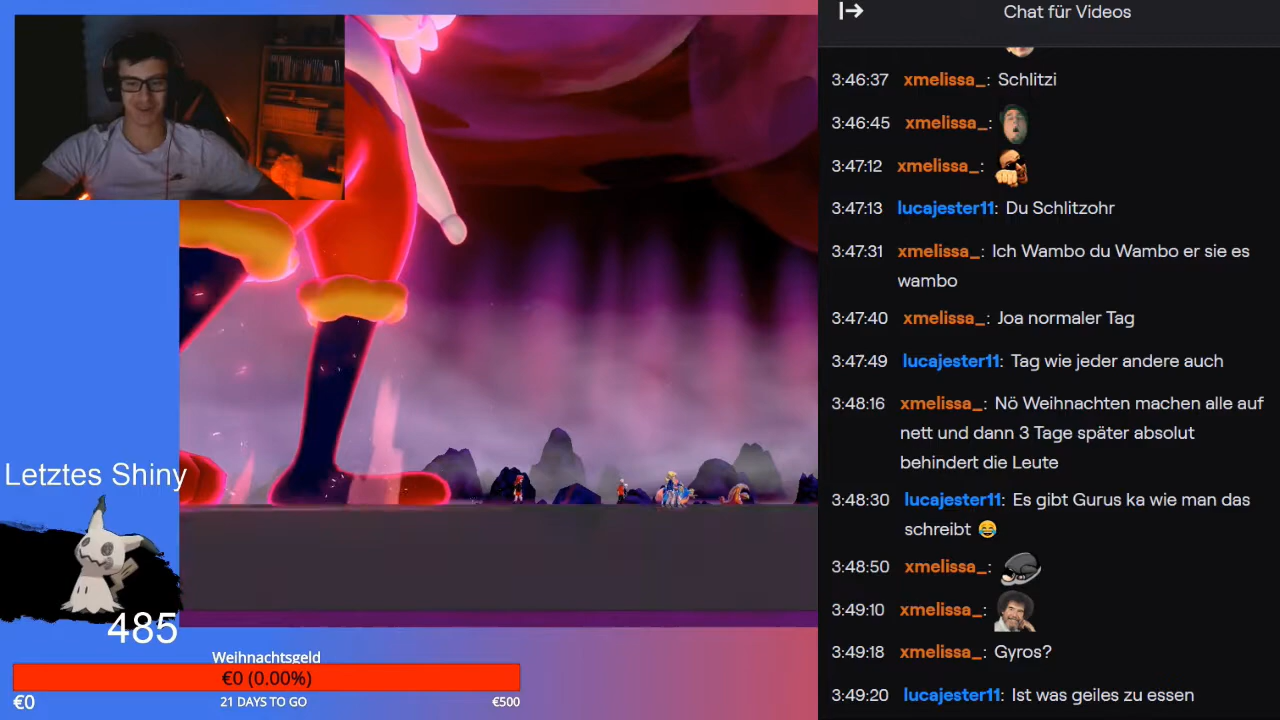 Chat für Videos
3:46:37 xmelissa_: Schlitzi
3:46:45 xmelissa_:
3:47:12 xmelissa_:
3:47:13 lucajester11: Du Schlitzohr
3:47:31 xmelissa_: Ich Wambo du Wambo er sie es
wambo
3:47:40 xmelissa_: Joa normaler Tag
3:47:49 lucajester11: Tag wie jeder andere auch
3:48:16 xmelissa_: Nö Weihnachten machen alle auf
nett und dann 3 Tage später absolut
behindert die Leute
3:48:30 lucajester11: Es gibt Gurus ka wie man das
schreibt 😂
3:48:50 xmelissa_:
3:49:10 xmelissa_:
3:49:18 xmelissa_: Gyros?
3:49:20 lucajester11: Ist was geiles zu essen
Letztes Shiny
485
Weihnachtsgeld
€0 (0.00%)
€0 21 DAYS TO GO €500